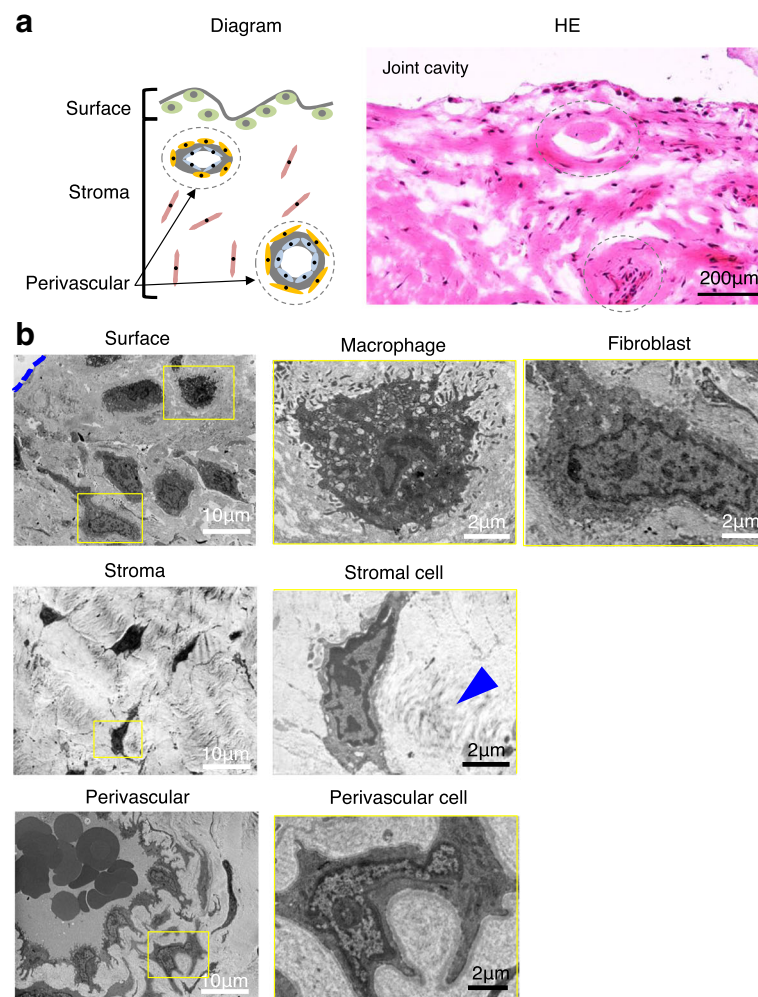 a
Diagram
HE
Joint cavity
Surface
Stroma
Perivascular
200μm
b
Surface
Macrophage
Fibroblast
10μm
2μm
2μm
Stroma
Stromal cell
10μm
2μm
Perivascular
Perivascular cell
10μm
2μm